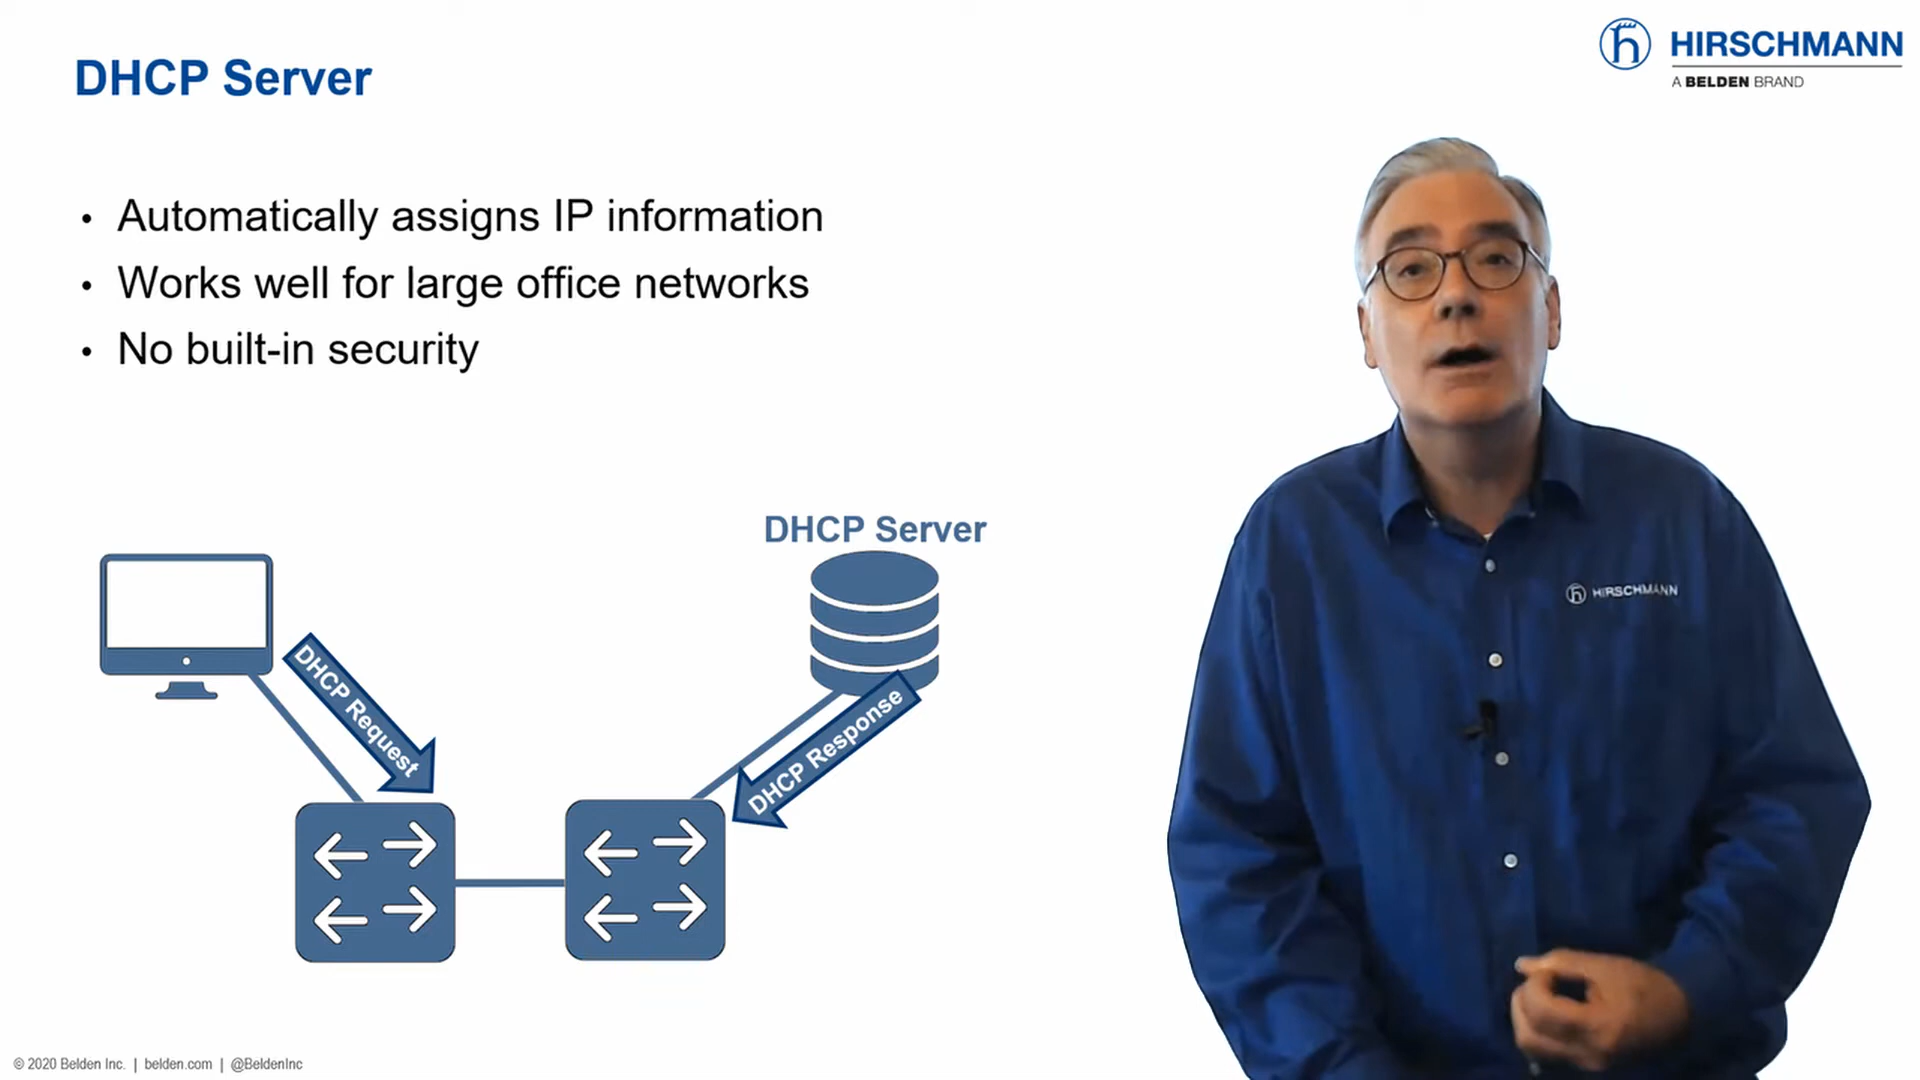 DHCP Server
HIRSCHMANN
A BELDEN BRAND
• Automatically assigns IP information
• Works well for large office networks
• No built-in security
DHCP Server
DHCP Request
DHCP Response
HIRSCHMANN
© 2020 Belden Inc. | belden.com | @BeldenInc